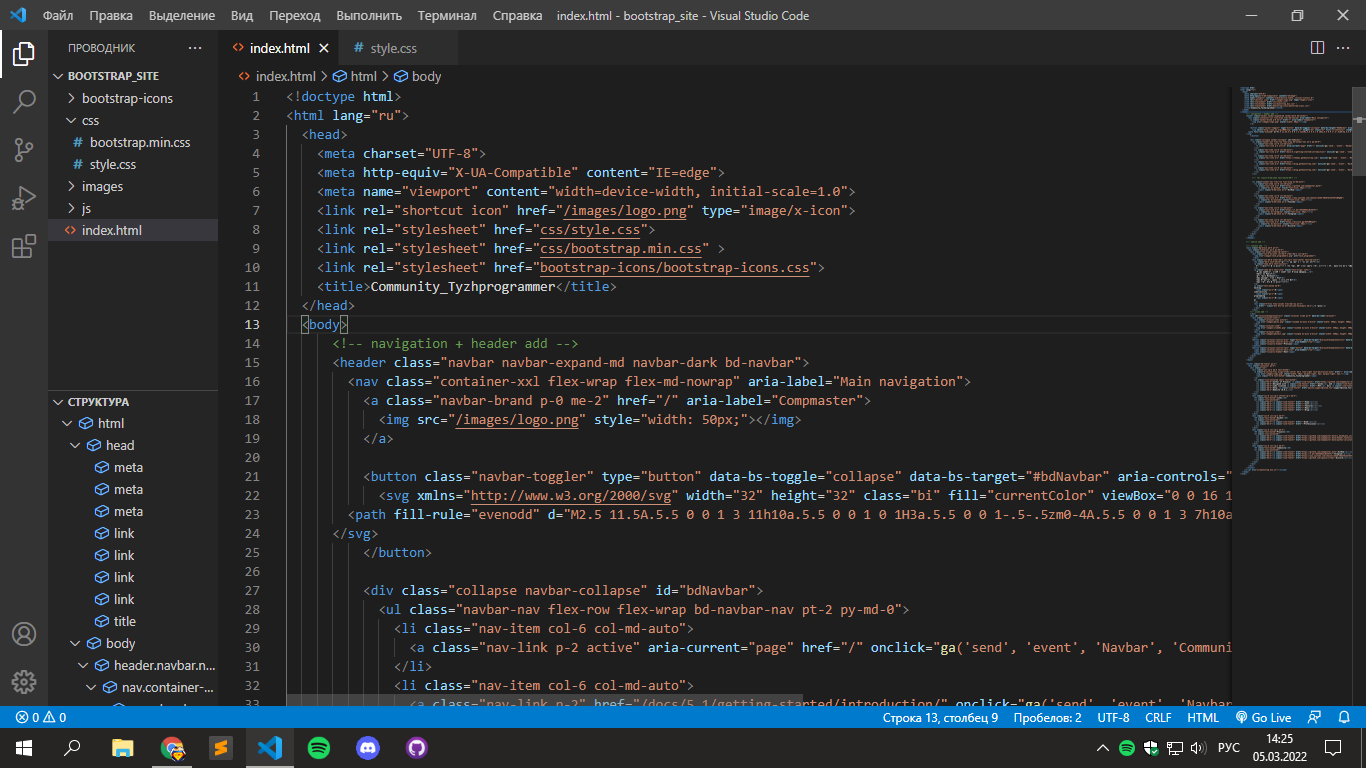 Файл Правка Выделение Вид Переход Выполнить Терминал Справка index.html - bootstrap_site - Visual Studio Code
ПРОВОДНИК
BOOTSTRAP_SITE
bootstrap-icons
css
bootstrap.min.css
style.css
images
js
index.html
СТРУКТУРА
html
head
meta
meta
meta
link
link
link
link
title
body
header.navbar.n...
nav.container-...
index.html style.css
index.html html body
1 <!doctype html>
2 <html lang="ru">
3 <head>
4 <meta charset="UTF-8">
5 <meta http-equiv="X-UA-Compatible" content="IE=edge">
6 <meta name="viewport" content="width=device-width, initial-scale=1.0">
7 <link rel="shortcut icon" href="/images/logo.png" type="image/x-icon">
8 <link rel="stylesheet" href="css/style.css">
9 <link rel="stylesheet" href="css/bootstrap.min.css" >
10 <link rel="stylesheet" href="bootstrap-icons/bootstrap-icons.css">
11 <title>Community_Tyzhprogrammer</title>
12 </head>
13 <body>
14 <!-- navigation + header add -->
15 <header class="navbar navbar-expand-md navbar-dark bd-navbar">
16 <nav class="container-xxl flex-wrap flex-md-nowrap" aria-label="Main navigation">
17 <a class="navbar-brand p-0 me-2" href="/" aria-label="Compmaster">
18 <img src="/images/logo.png" style="width: 50px;"></img>
19 </a>
20
21 <button class="navbar-toggler" type="button" data-bs-toggle="collapse" data-bs-target="#bdNavbar" aria-controls="
22 <svg xmlns="http://www.w3.org/2000/svg" width="32" height="32" class="bi" fill="currentColor" viewBox="0 0 16 1
23 <path fill-rule="evenodd" d="M2.5 11.5A.5.5 0 0 1 3 11h10a.5.5 0 0 1 0 1H3a.5.5 0 0 1-.5-.5zm0-4A.5.5 0 0 1 3 7h10a
24 </svg>
25 </button>
26
27 <div class="collapse navbar-collapse" id="bdNavbar">
28 <ul class="navbar-nav flex-row flex-wrap bd-navbar-nav pt-2 py-md-0">
29 <li class="nav-item col-6 col-md-auto">
30 <a class="nav-link p-2 active" aria-current="page" href="/" onclick="ga('send', 'event', 'Navbar', 'Communi
31 </li>
32 <li class="nav-item col-6 col-md-auto">
33 <a class="nav-link p-2" href="/docs/5.1/getting-started/introduction/" onclick="ga('send', 'event', 'Navbar
0 0 Строка 13, столбец 9 Пробелов: 2 UTF-8 CRLF HTML Go Live
РУС 14:25
05.03.2022